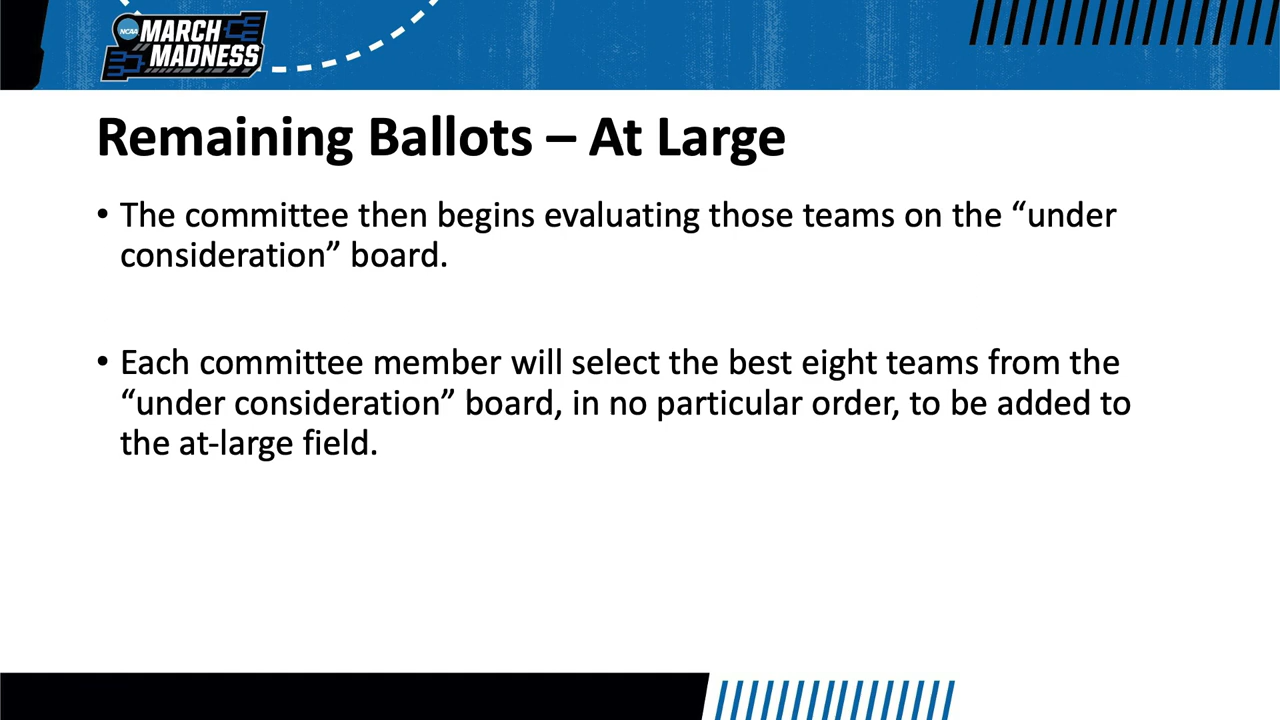 NCAA
MARCH
MADNESS
Remaining Ballots – At Large
• The committee then begins evaluating those teams on the “under
consideration” board.
• Each committee member will select the best eight teams from the
“under consideration” board, in no particular order, to be added to
the at-large field.